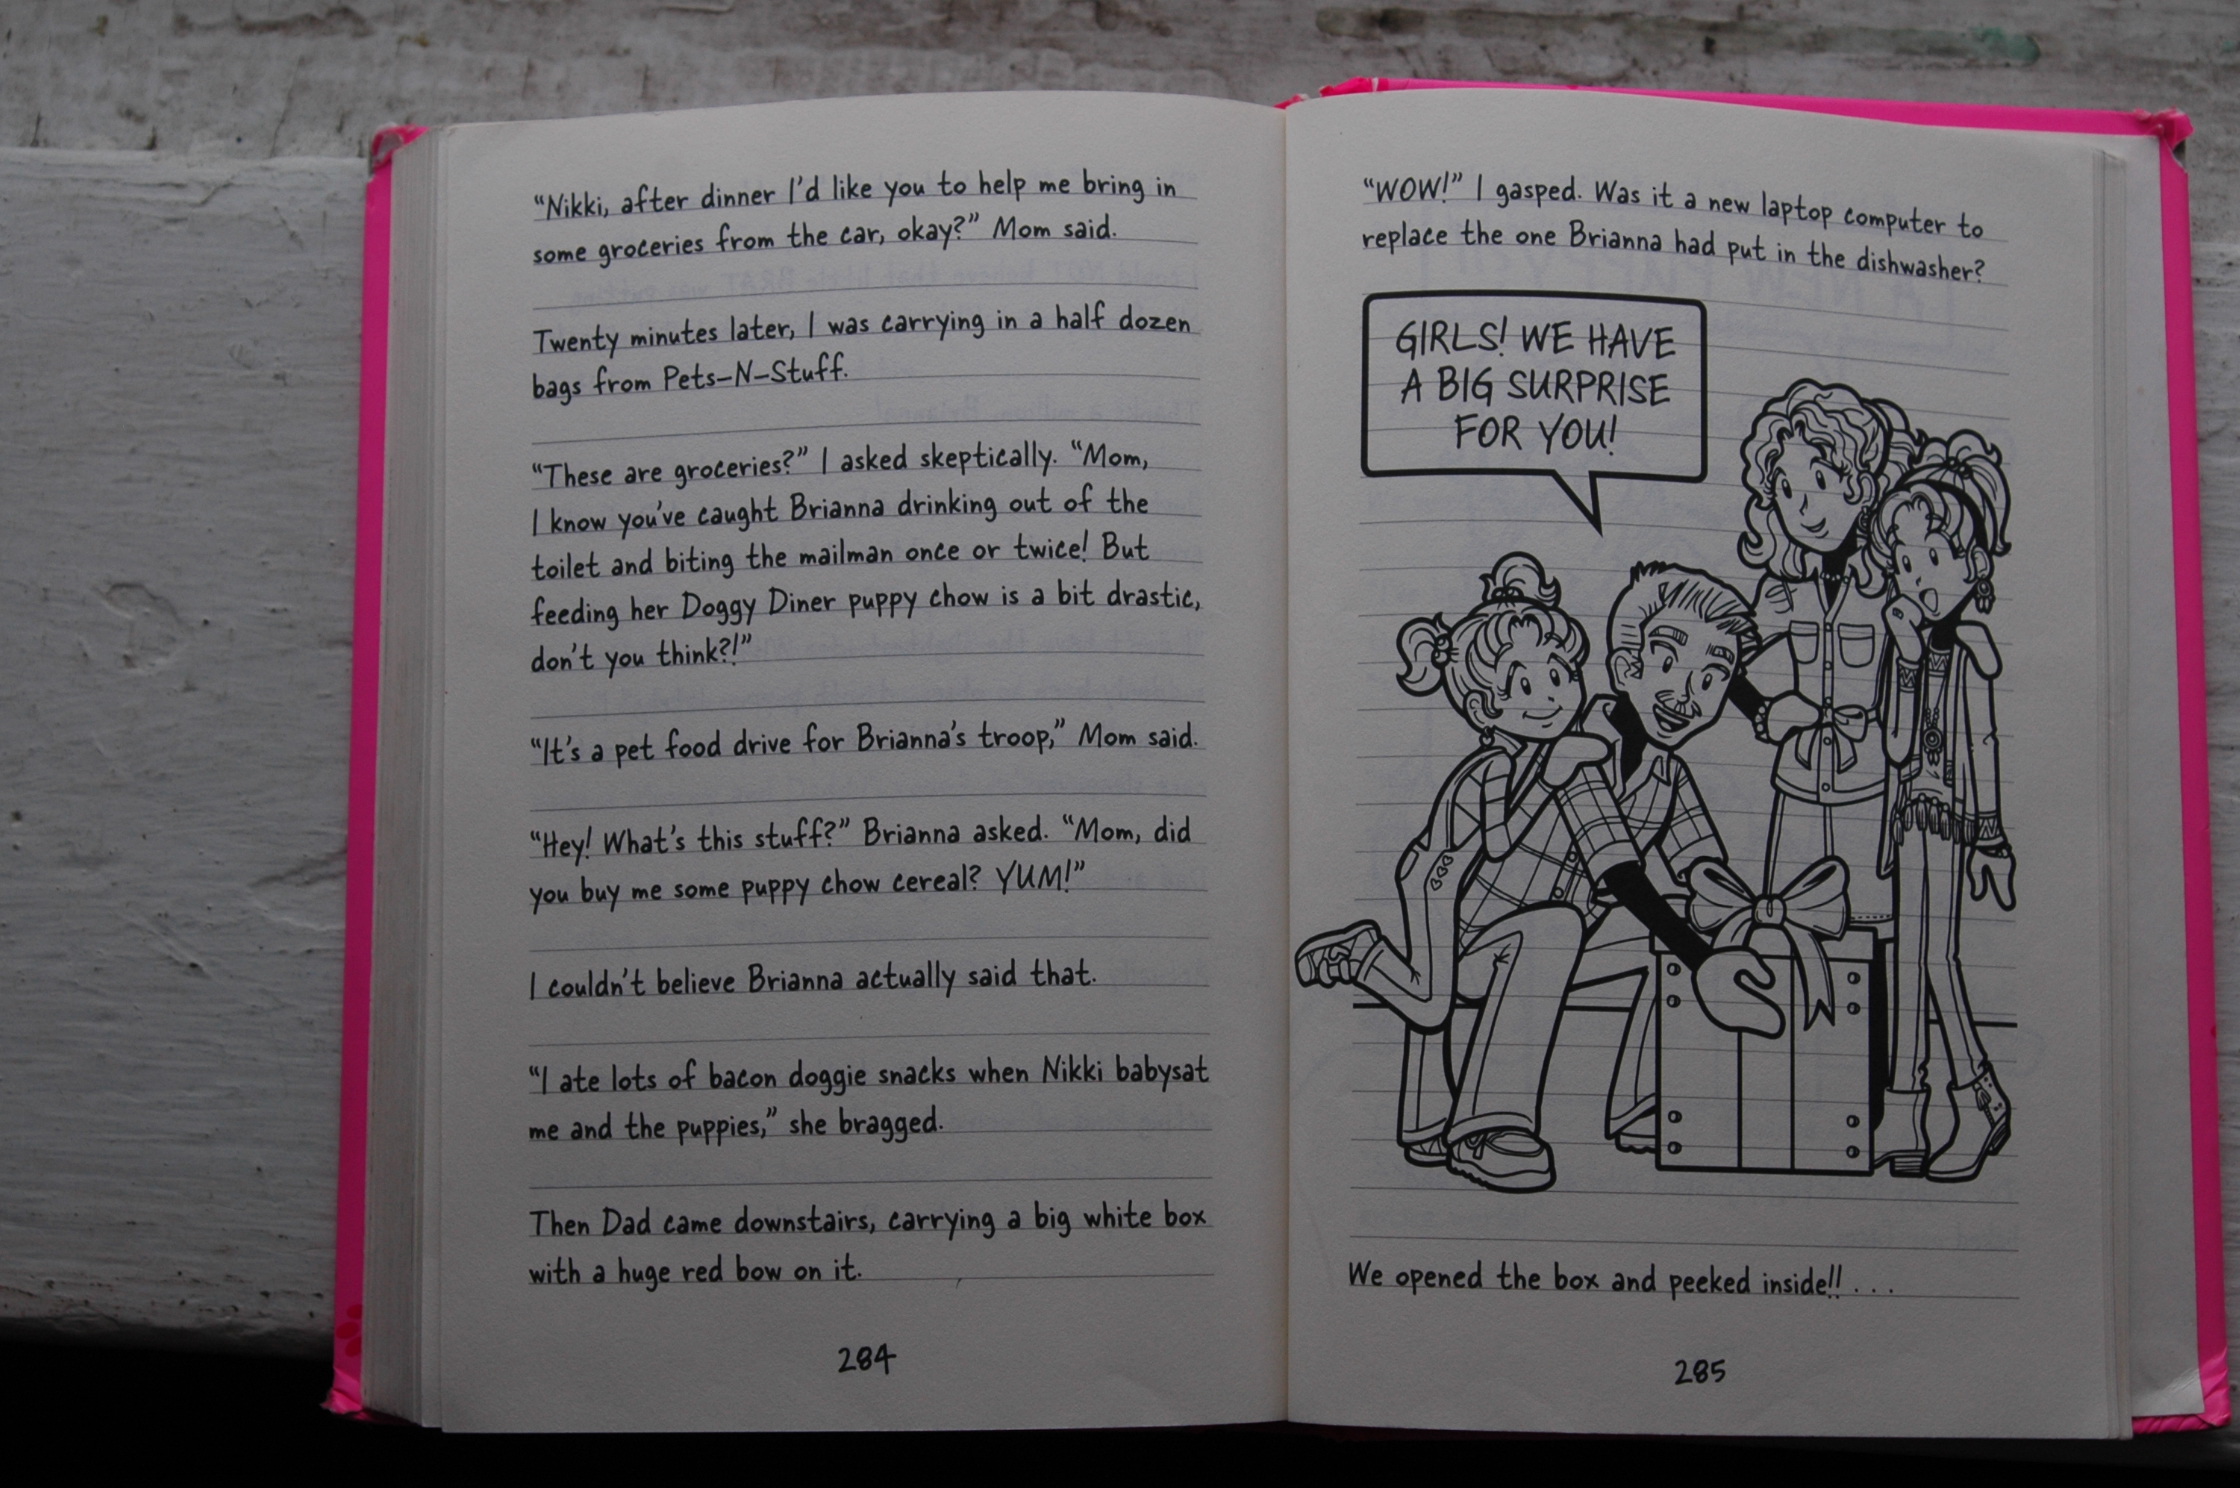 “Nikki, after dinner I’d like you to help me bring in
some groceries from the car, okay?” Mom said.
Twenty minutes later, I was carrying in a half dozen
bags from Pets–N–Stuff.
“These are groceries?” I asked skeptically. “Mom,
I know you’ve caught Brianna drinking out of the
toilet and biting the mailman once or twice! But
feeding her Doggy Diner puppy chow is a bit drastic,
don’t you think?!”
“It’s a pet food drive for Brianna’s troop,” Mom said.
“Hey! What’s this stuff?” Brianna asked. “Mom, did
you buy me some puppy chow cereal? YUM!”
I couldn’t believe Brianna actually said that.
“I ate lots of bacon doggie snacks when Nikki babysat
me and the puppies,” she bragged.
Then Dad came downstairs, carrying a big white box
with a huge red bow on it.
284
“WOW!” I gasped. Was it a new laptop computer to
replace the one Brianna had put in the dishwasher?
GIRLS! WE HAVE
A BIG SURPRISE
FOR YOU!
We opened the box and peeked inside!! . . .
285